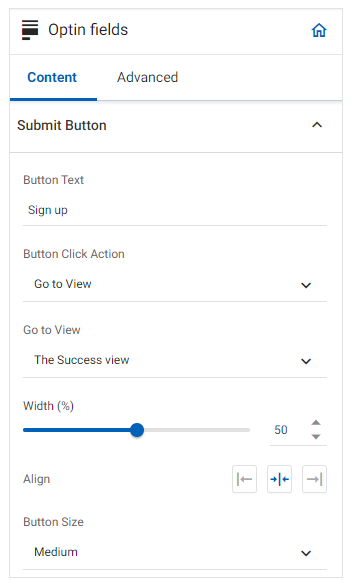 Optin fields
Content Advanced
Submit Button
Button Text
Sign up
Button Click Action
Go to View
Go to View
The Success view
Width (%)
50
Align
Button Size
Medium